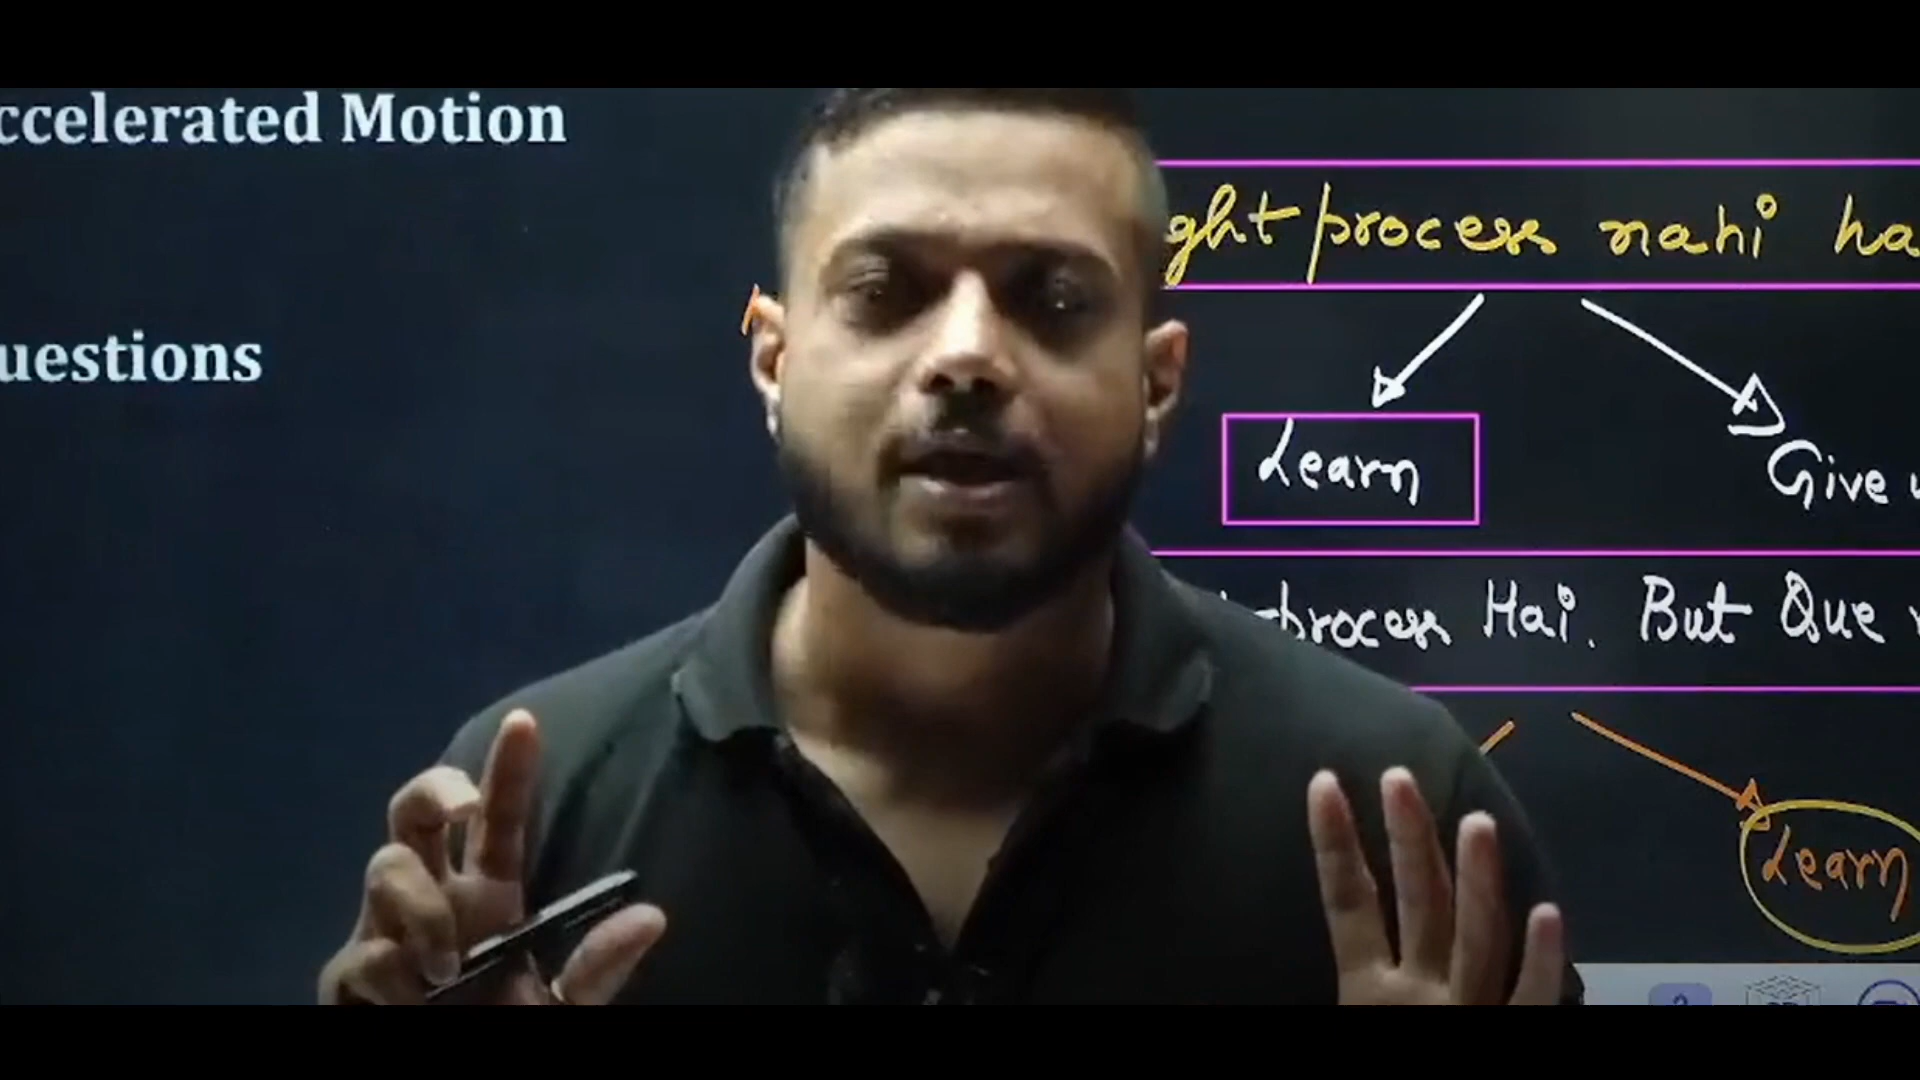 ccelerated Motion
ght process nahi ha
uestions
Learn
Give
process Hai. But Que
Learn